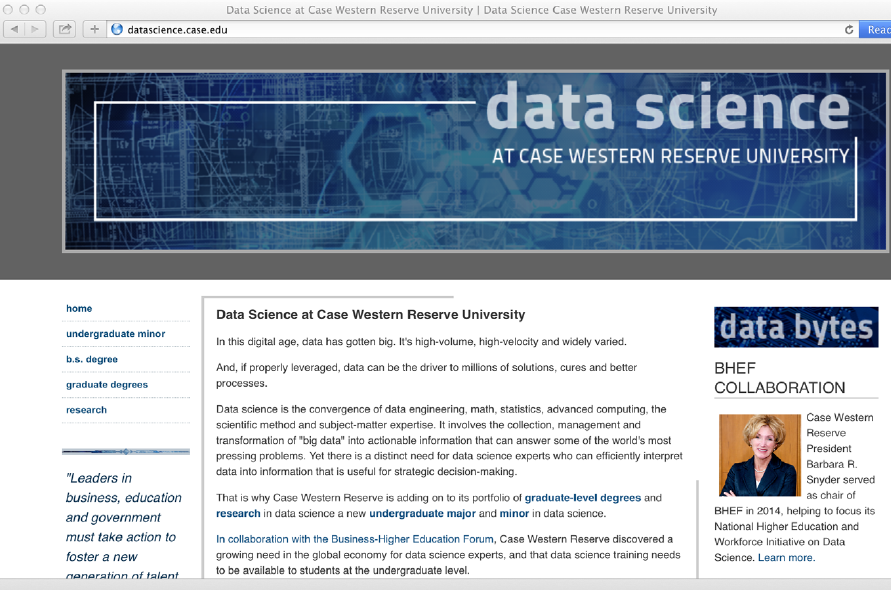 Data Science at Case Western Reserve University | Data Science Case Western Reserve University
datascience.case.edu
data science
AT CASE WESTERN RESERVE UNIVERSITY
home
undergraduate minor
b.s. degree
graduate degrees
research
"Leaders in
business, education
and government
must take action to
foster a new
generation of talent
Data Science at Case Western Reserve University
In this digital age, data has gotten big. It's high-volume, high-velocity and widely varied.
And, if properly leveraged, data can be the driver to millions of solutions, cures and better
processes.
Data science is the convergence of data engineering, math, statistics, advanced computing, the
scientific method and subject-matter expertise. It involves the collection, management and
transformation of "big data" into actionable information that can answer some of the world's most
pressing problems. Yet there is a distinct need for data science experts who can efficiently interpret
data into information that is useful for strategic decision-making.
That is why Case Western Reserve is adding on to its portfolio of graduate-level degrees and
research in data science a new undergraduate major and minor in data science.
In collaboration with the Business-Higher Education Forum, Case Western Reserve discovered a
growing need in the global economy for data science experts, and that data science training needs
to be available to students at the undergraduate level.
data bytes
BHEF
COLLABORATION
Case Western
Reserve
President
Barbara R.
Snyder served
as chair of
BHEF in 2014, helping to focus its
National Higher Education and
Workforce Initiative on Data
Science. Learn more.